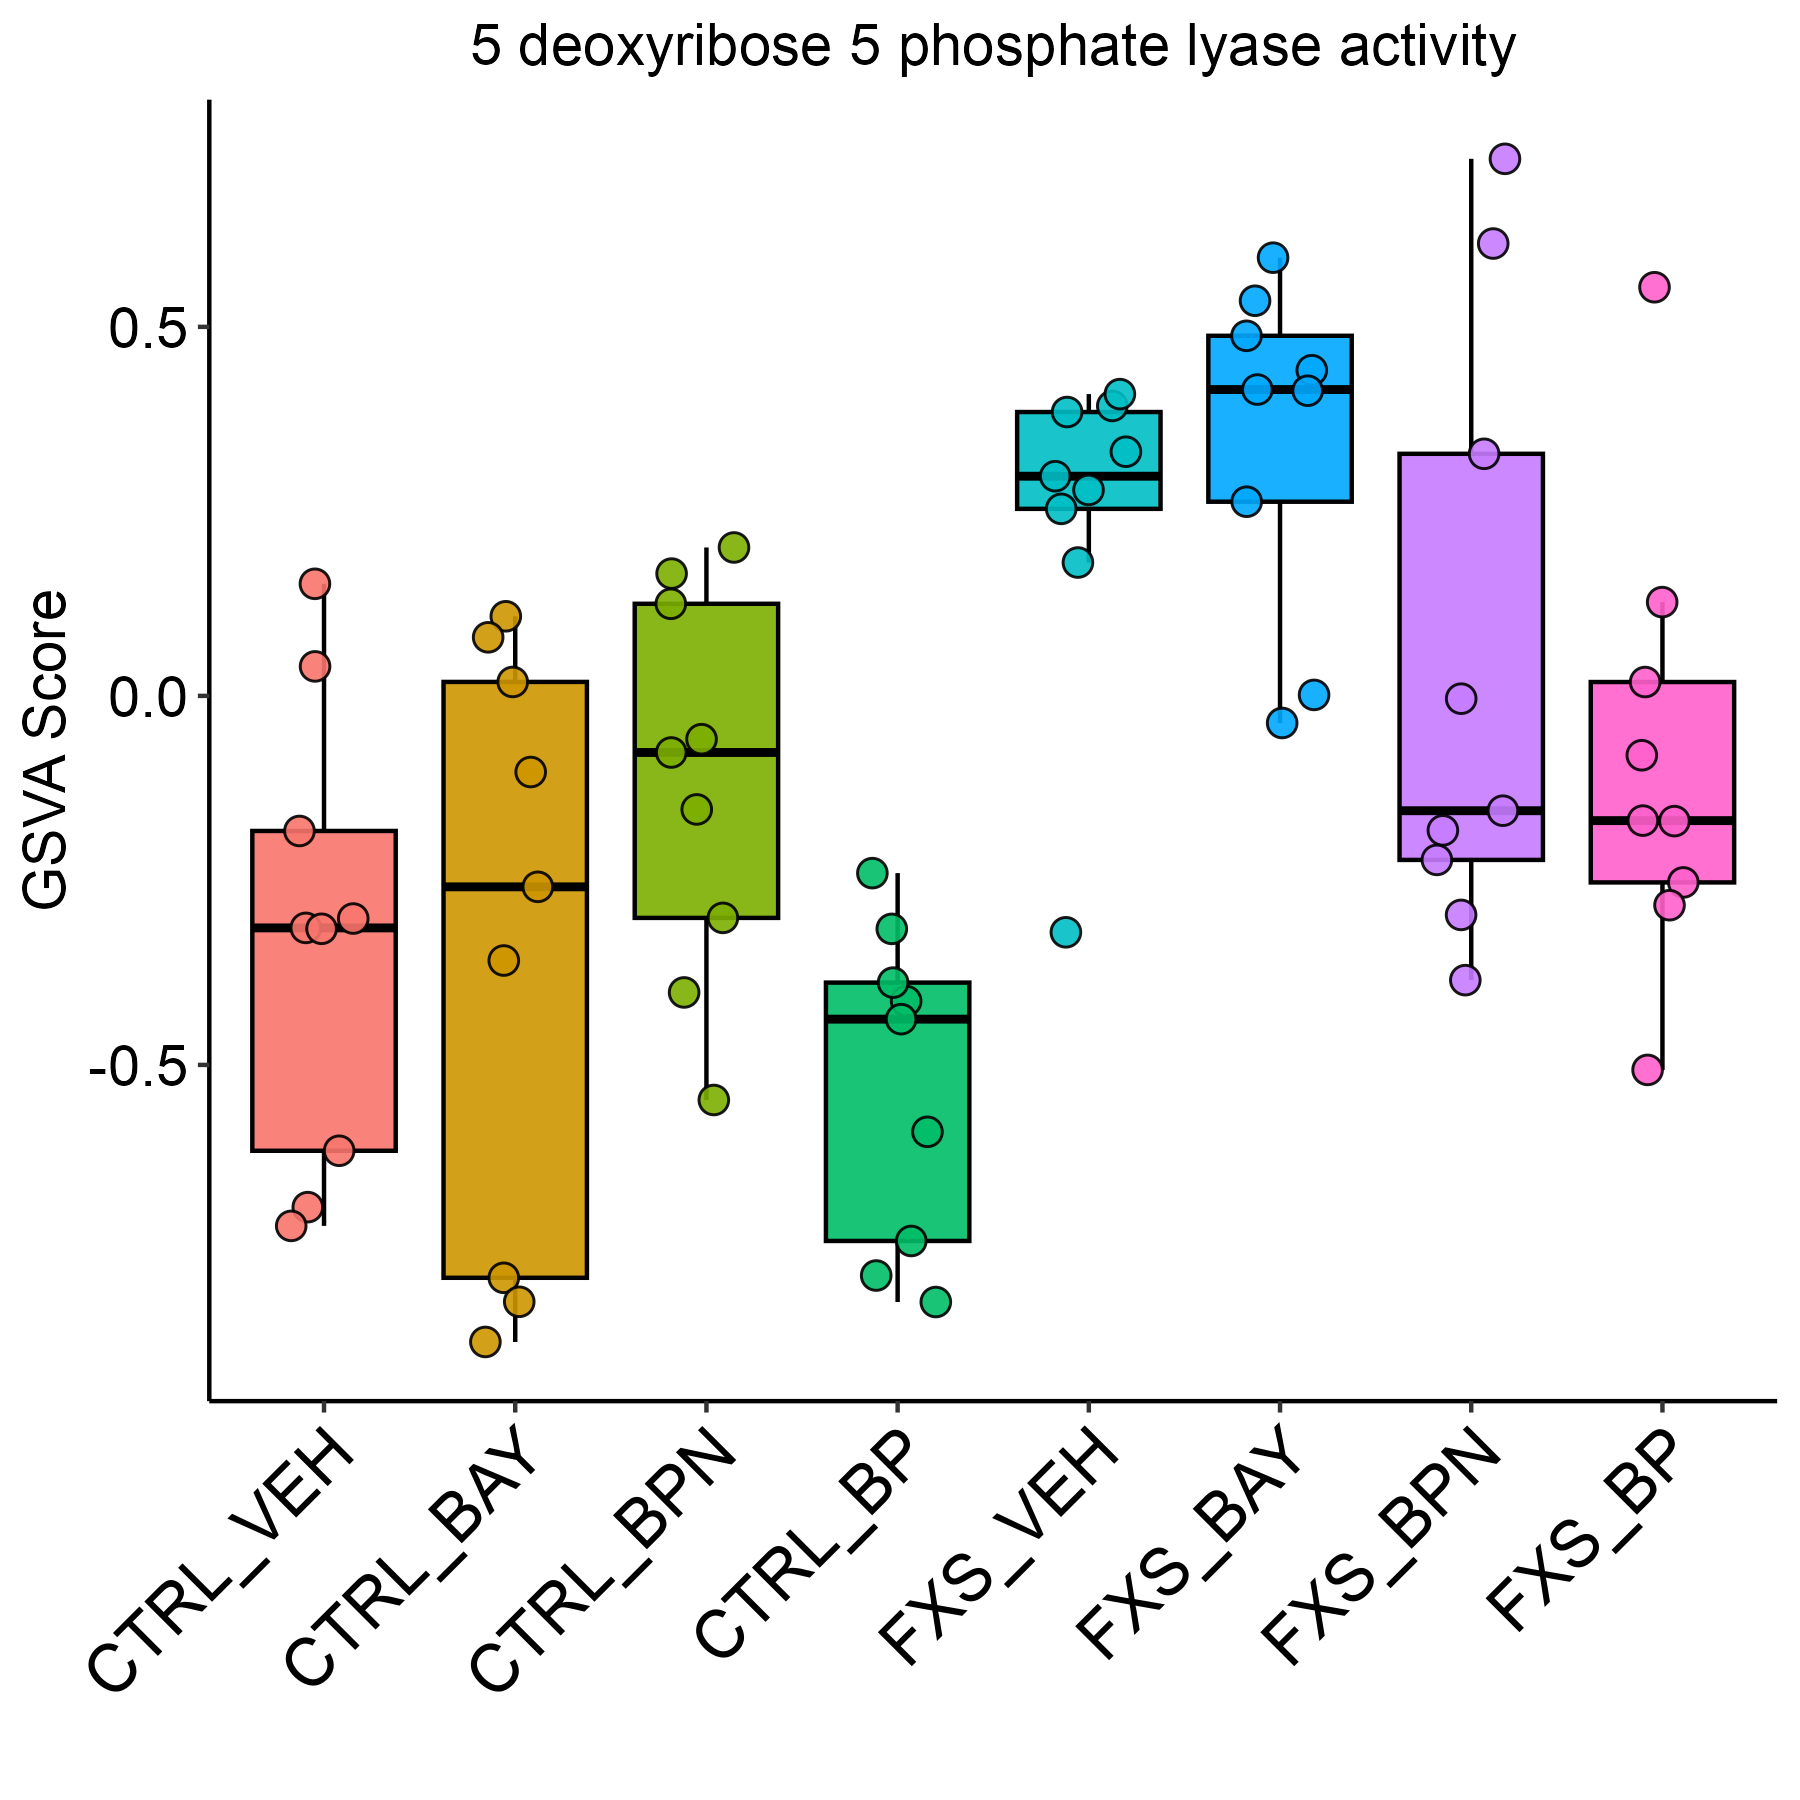 5 deoxyribose 5 phosphate lyase activity
GSVA Score
0.5
0.0
-0.5
CTRL_VEH
CTRL_BAY
CTRL_BPN
CTRL_BP
FXS_VEH
FXS_BAY
FXS_BPN
FXS_BP